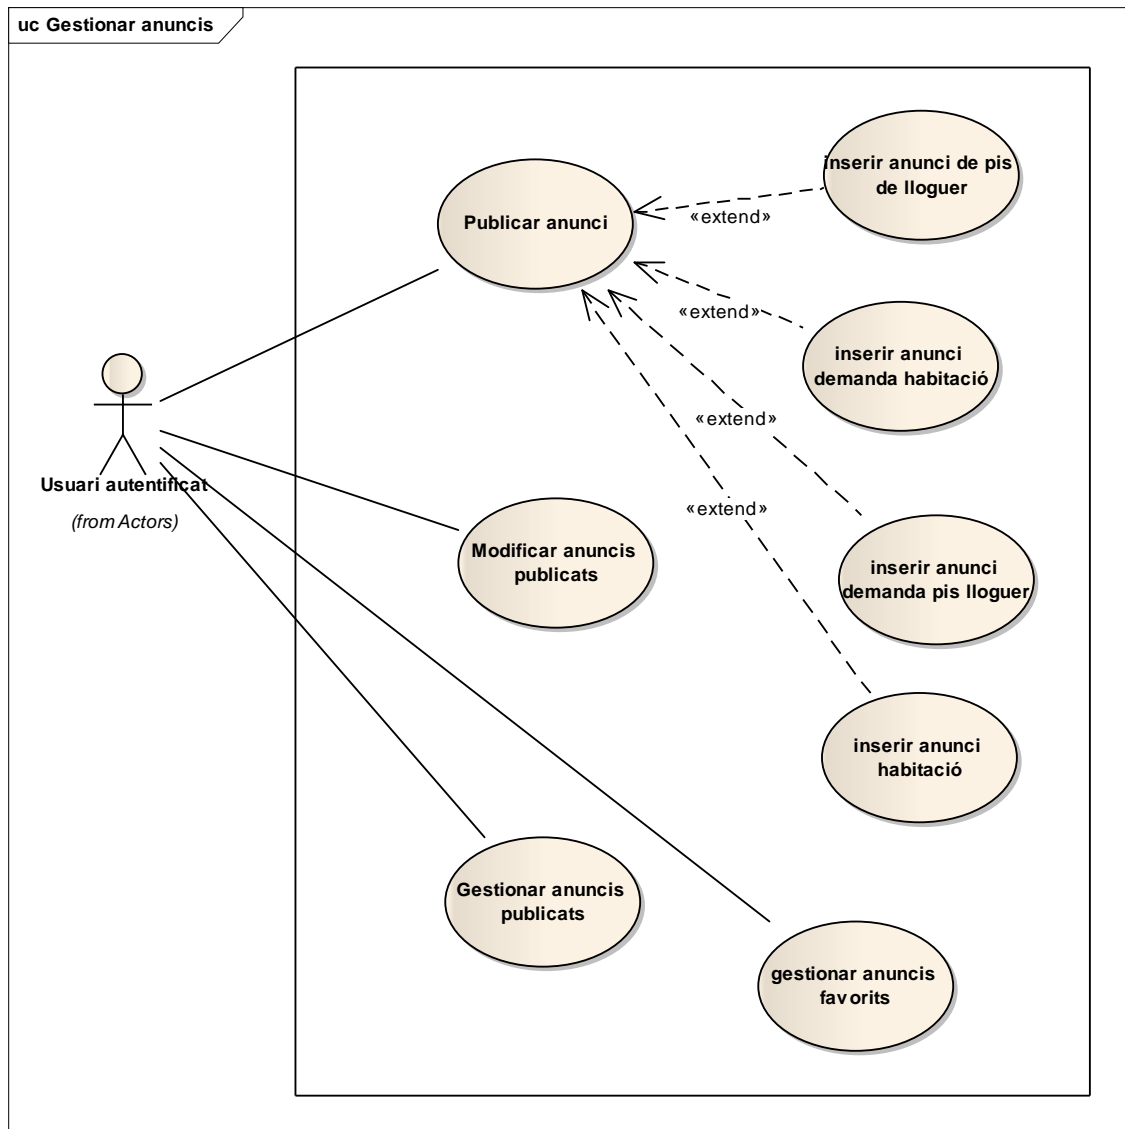 uc Gestionar anuncis
inserir anunci de pis
de lloguer
Publicar anunci
«extend»
«extend»
inserir anunci
demanda habitació
«extend»
Usuari autentificat
(from Actors)
«extend»
Modificar anuncis
publicats
inserir anunci
demanda pis lloguer
inserir anunci
habitació
Gestionar anuncis
publicats
gestionar anuncis
favorits